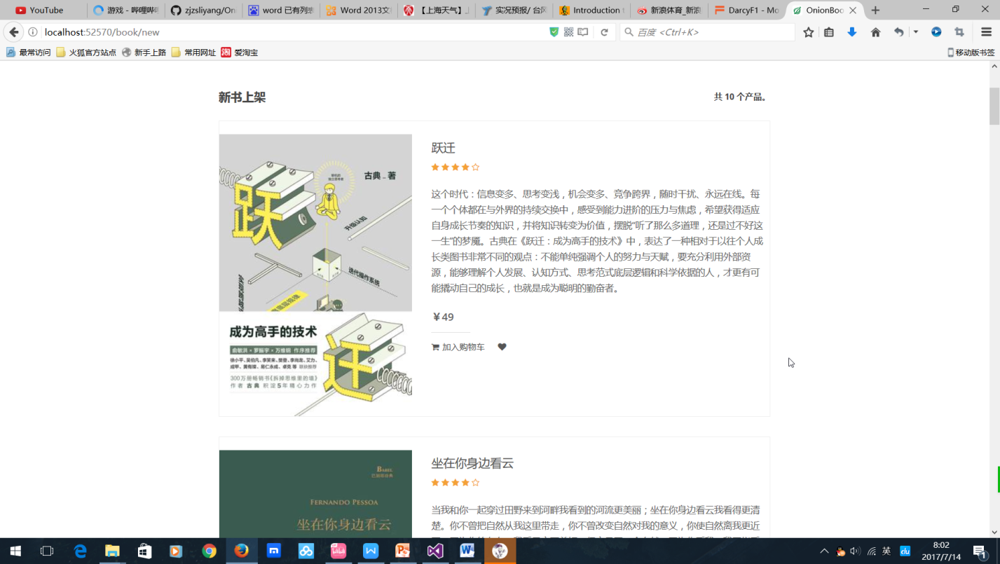 YouTube
游戏 - 哔哩哔哩
zjzsliyang/On
word 已有列表
Word 2013文
【上海天气】
实况预报/ 台风
Introduction
新浪体育_新浪
DarcyF1 - Mo
OnionBoo
localhost:52570/book/new
百度 <Ctrl+K>
最常访问
火狐官方站点
新手上路
常用网址
爱淘宝
移动版书签
新书上架
共 10 个产品。
跃
古典 _ 著
升级认知
迭代操作系统
成为高手的技术
俞敏洪 × 罗振宇 × 万维钢 作序推荐
300万册畅销书《拆掉思维里的墙》
作者 古典 积淀5年精心力作
迁
跃迁
这个时代：信息变多、思考变浅，机会变多、竞争跨界，随时干扰、永远在线。每
一个个体都在与外界的持续交换中，感受到能力进阶的压力与焦虑，希望获得适应
自身成长节奏的知识，并将知识转变为价值，摆脱“听了那么多道理，还是过不好这
一生”的梦魇。古典在《跃迁：成为高手的技术》中，表达了一种相对于以往个人成
长类图书非常不同的观点：不能单纯强调个人的努力与天赋，要充分利用外部资
源，能够理解个人发展、认知方式、思考范式底层逻辑和科学依据的人，才更有可
能撬动自己的成长，也就是成为聪明的勤奋者。
￥49
加入购物车
BABEL
FERNANDO PESSOA
坐在你身边看云
坐在你身边看云
当我和你一起穿过田野来到河畔我看到的河流更美丽；坐在你身边看云我看得更清
楚。你不曾把自然从我这里带走，你不曾改变自然对我的意义，你使自然离我更近
英
du
8:02
2017/7/14
1